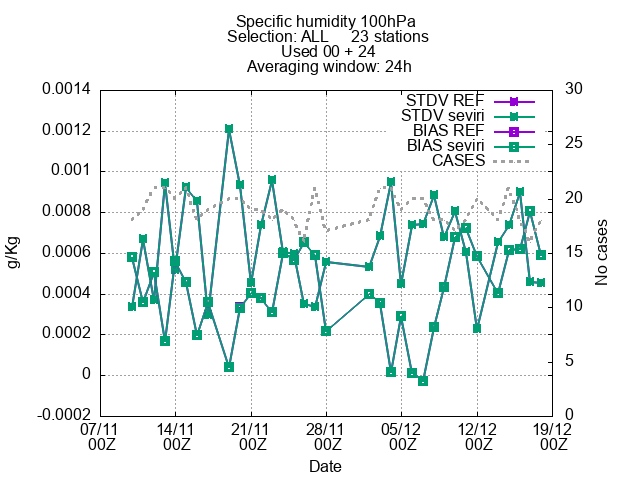 Specific humidity 100hPa
Selection: ALL 23 stations
Used 00 + 24
Averaging window: 24h
STDV REF
STDV seviri
BIAS REF
BIAS seviri
CASES
0.0014
0.0012
0.001
0.0008
0.0006
0.0004
0.0002
0
-0.0002
g/Kg
30
25
20
15
10
5
0
No cases
07/11 14/11 21/11 28/11 05/12 12/12 19/12
00Z 00Z 00Z 00Z 00Z 00Z 00Z
Date